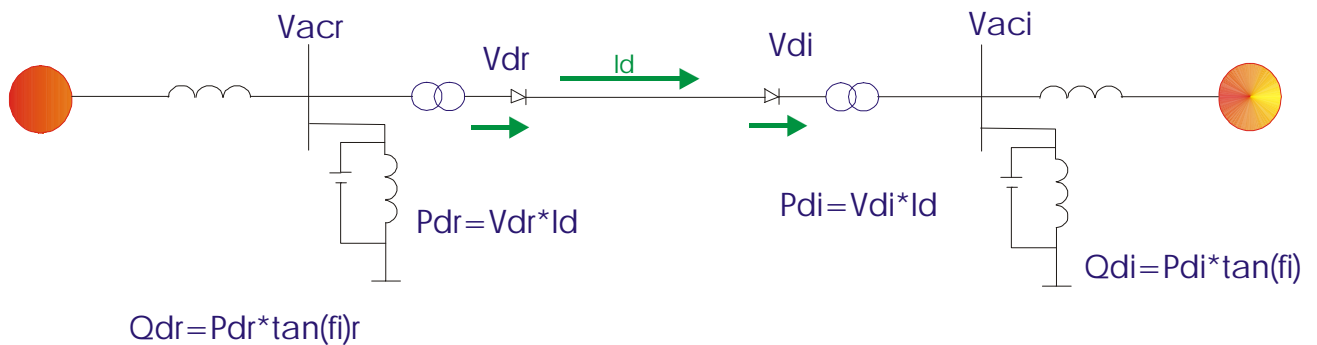 Vacr
Vdr
Id
Vdi
Vaci
Pdr=Vdr*Id
Pdi=Vdi*Id
Qdi=Pdi*tan(fi)
Qdr=Pdr*tan(fi)r